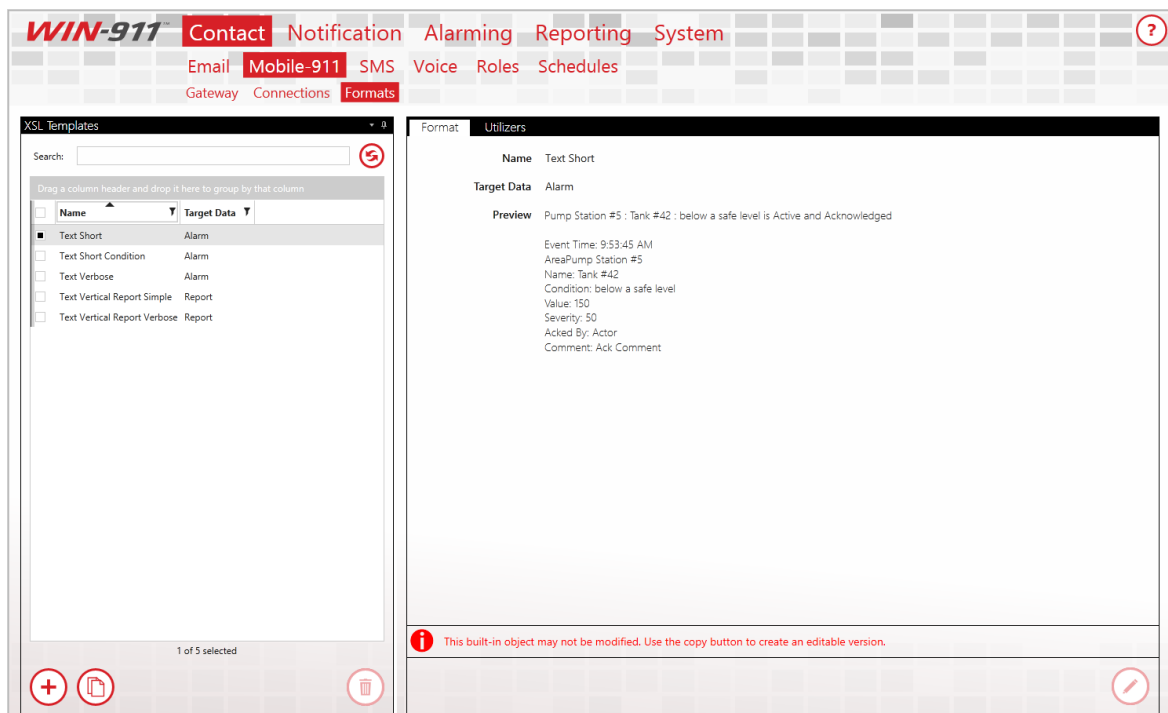 WIN-911™ Contact Notification Alarming Reporting System ?
Email Mobile-911 SMS Voice Roles Schedules
Gateway Connections Formats
XSL Templates
Search:
Drag a column header and drop it here to group by that column
Name Target Data
Text Short Alarm
Text Short Condition Alarm
Text Verbose Alarm
Text Vertical Report Simple Report
Text Vertical Report Verbose Report
1 of 5 selected
Format Utilizers
Name Text Short
Target Data Alarm
Preview Pump Station #5 : Tank #42 : below a safe level is Active and Acknowledged
Event Time: 9:53:45 AM
AreaPump Station #5
Name: Tank #42
Condition: below a safe level
Value: 150
Severity: 50
Acked By: Actor
Comment: Ack Comment
This built-in object may not be modified. Use the copy button to create an editable version.